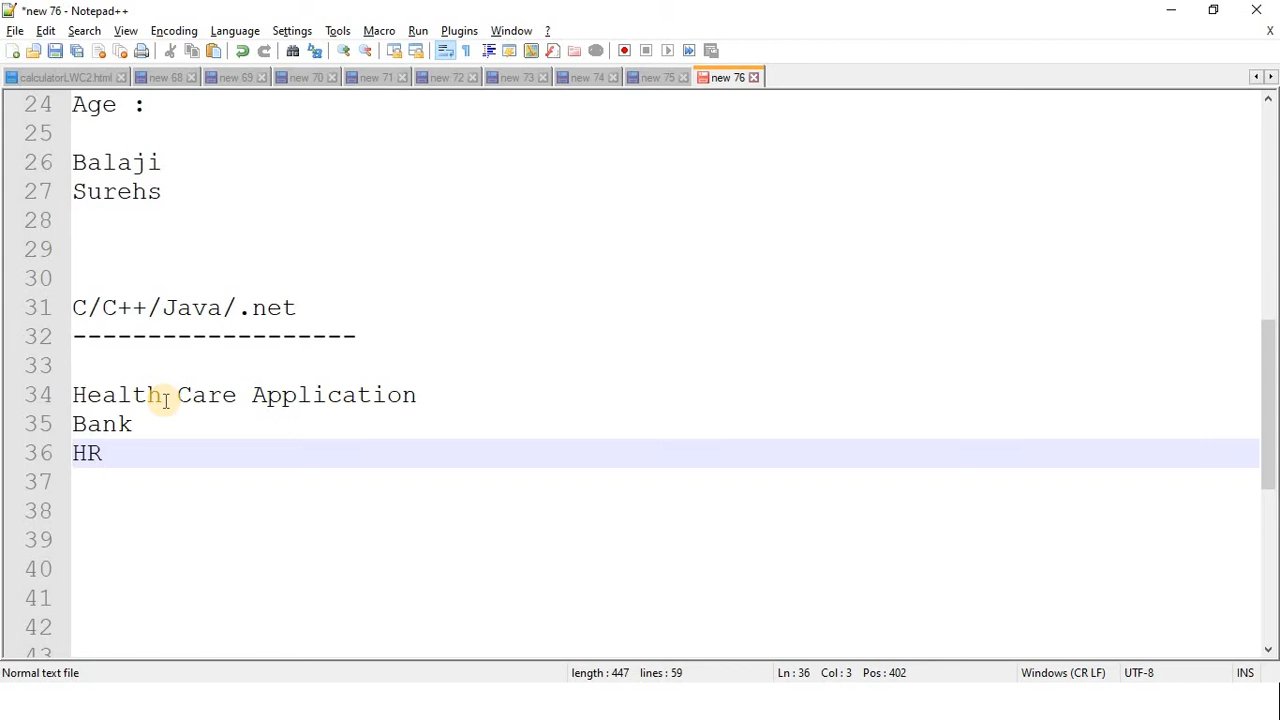 *new 76 - Notepad++
File Edit Search View Encoding Language Settings Tools Macro Run Plugins Window ? X
calculatorLWC2.html new 68 new 69 new 70 new 71 new 72 new 73 new 74 new 75 new 76
24 Age :
25
26 Balaji
27 Surehs
28
29
30
31 C/C++/Java/.net
32 -------------------
33
34 Health Care Application
35 Bank
36 HR
37
38
39
40
41
42
43
Normal text file length : 447 lines : 59 Ln : 36 Col : 3 Pos : 402 Windows (CR LF) UTF-8 INS